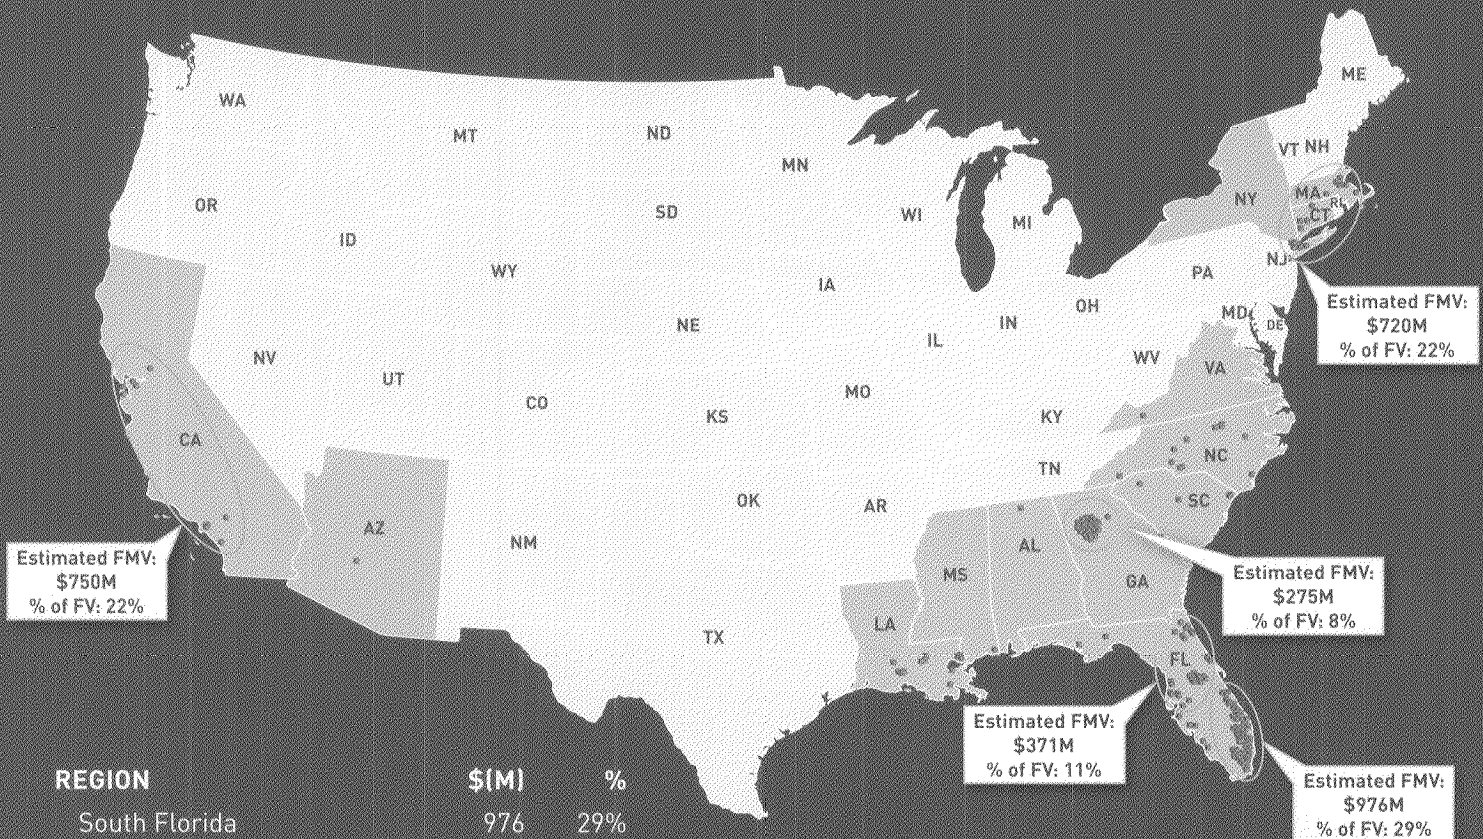 ME
WA
MT
ND
VT NH
MN
MA
RI
OR
NY
CT
SD
WI
MI
ID
NJ
WY
PA
IA
Estimated FMV:
$720M
% of FV: 22%
OH
MD
DE
NE
IN
IL
NV
WV
VA
UT
MO
CO
KS
KY
CA
NC
TN
OK
AR
SC
AZ
NM
AL
Estimated FMV:
$750M
% of FV: 22%
MS
GA
Estimated FMV:
$275M
% of FV: 8%
LA
TX
FL
Estimated FMV:
$371M
% of FV: 11%
Estimated FMV:
$976M
% of FV: 29%
REGION $(M) %
South Florida 976 29%